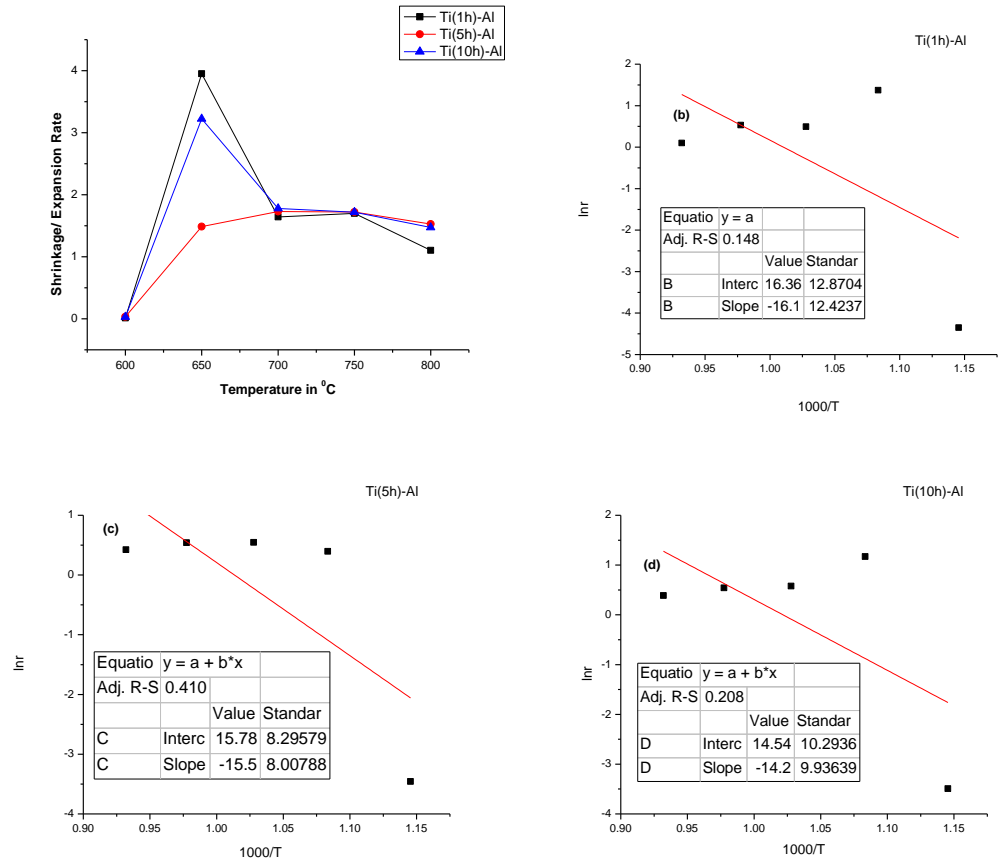 Ti(1h)-Al
Ti(5h)-Al
Ti(10h)-Al
4
3
2
1
0
600 650 700 750 800
Shrinkage/ Expansion Rate
Temperature in ⁰C
Ti(1h)-Al
(b)
2
1
0
-1
-2
-3
-4
-5
0.90 0.95 1.00 1.05 1.10 1.15
lnr
1000/T
Equatio y = a
Adj. R-S 0.148
Value Standar
B Interc 16.36 12.8704
B Slope -16.1 12.4237
Ti(5h)-Al
(c)
1
0
-1
-2
-3
-4
0.90 0.95 1.00 1.05 1.10 1.15
lnr
1000/T
Equatio y = a + b*x
Adj. R-S 0.410
Value Standar
C Interc 15.78 8.29579
C Slope -15.5 8.00788
Ti(10h)-Al
(d)
2
1
0
-1
-2
-3
-4
0.90 0.95 1.00 1.05 1.10 1.15
lnr
1000/T
Equatio y = a + b*x
Adj. R-S 0.208
Value Standar
D Interc 14.54 10.2936
D Slope -14.2 9.93639